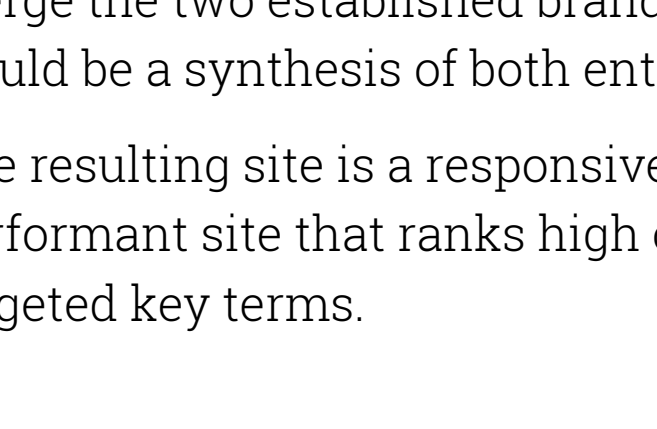 rge the two established brand
uld be a synthesis of both ent
e resulting site is a responsive
rformant site that ranks high
geted key terms.